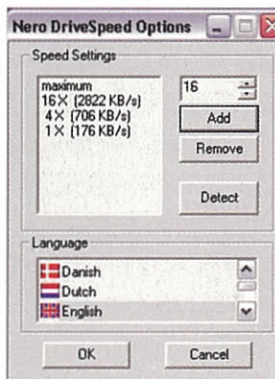 Nero DriveSpeed Options
Speed Settings
maximum
16X (2822 KB/s)
4X (706 KB/s)
1X (176 KB/s)
16
Add
Remove
Detect
Language
Danish
Dutch
English
OK
Cancel